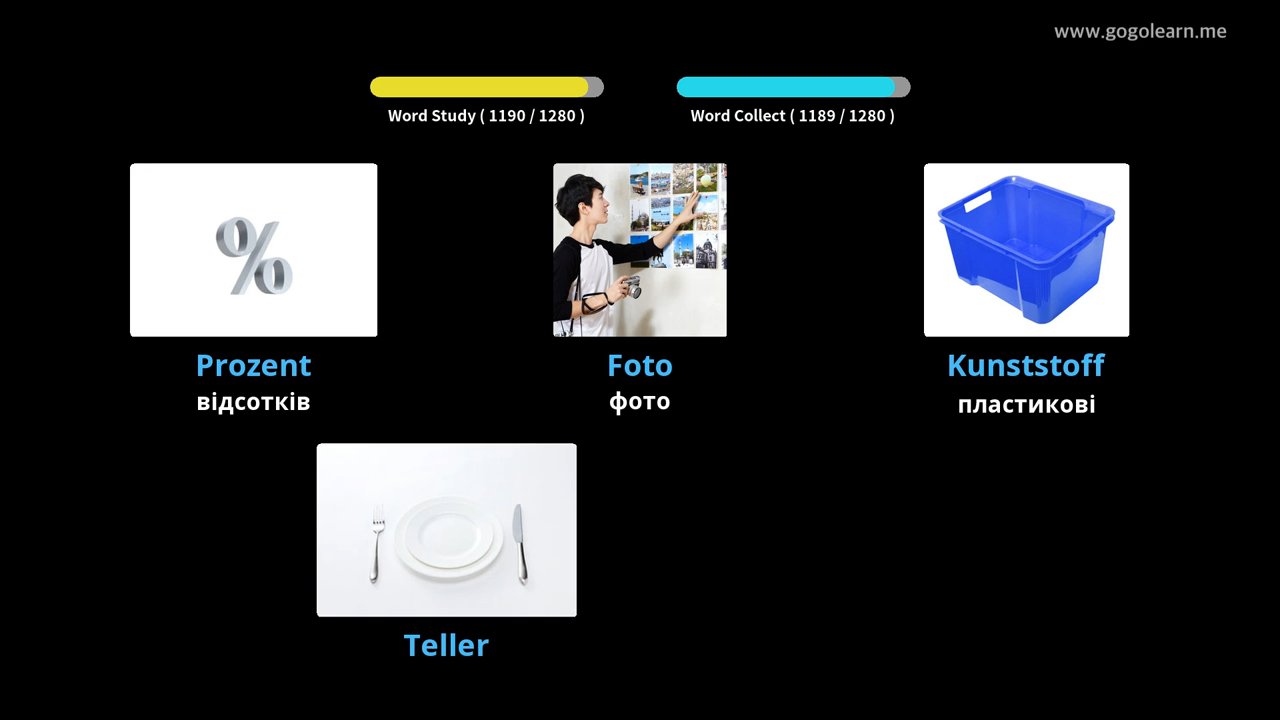 www.gogolearn.me
Word Study ( 1190 / 1280 )
Word Collect ( 1189 / 1280 )
%
Prozent
Foto
Kunststoff
відсотків
фото
пластикові
Teller